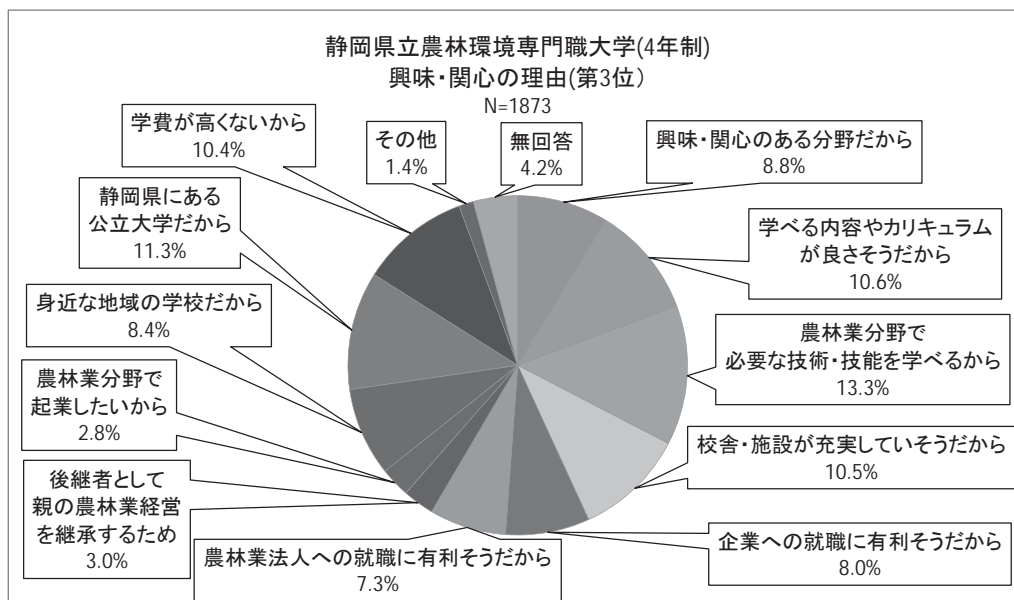 静岡県立農林環境専門職大学(4年制)
興味・関心の理由(第3位)
N=1873
興味・関心のある分野だから
8.8%
学べる内容やカリキュラム
が良さそうだから
10.6%
農林業分野で
必要な技術・技能を学べるから
13.3%
校舎・施設が充実していそうだから
10.5%
企業への就職に有利そうだから
8.0%
農林業法人への就職に有利そうだから
7.3%
後継者として
親の農林業経営
を継承するため
3.0%
農林業分野で
起業したいから
2.8%
身近な地域の学校だから
8.4%
静岡県にある
公立大学だから
11.3%
学費が高くないから
10.4%
その他
1.4%
無回答
4.2%